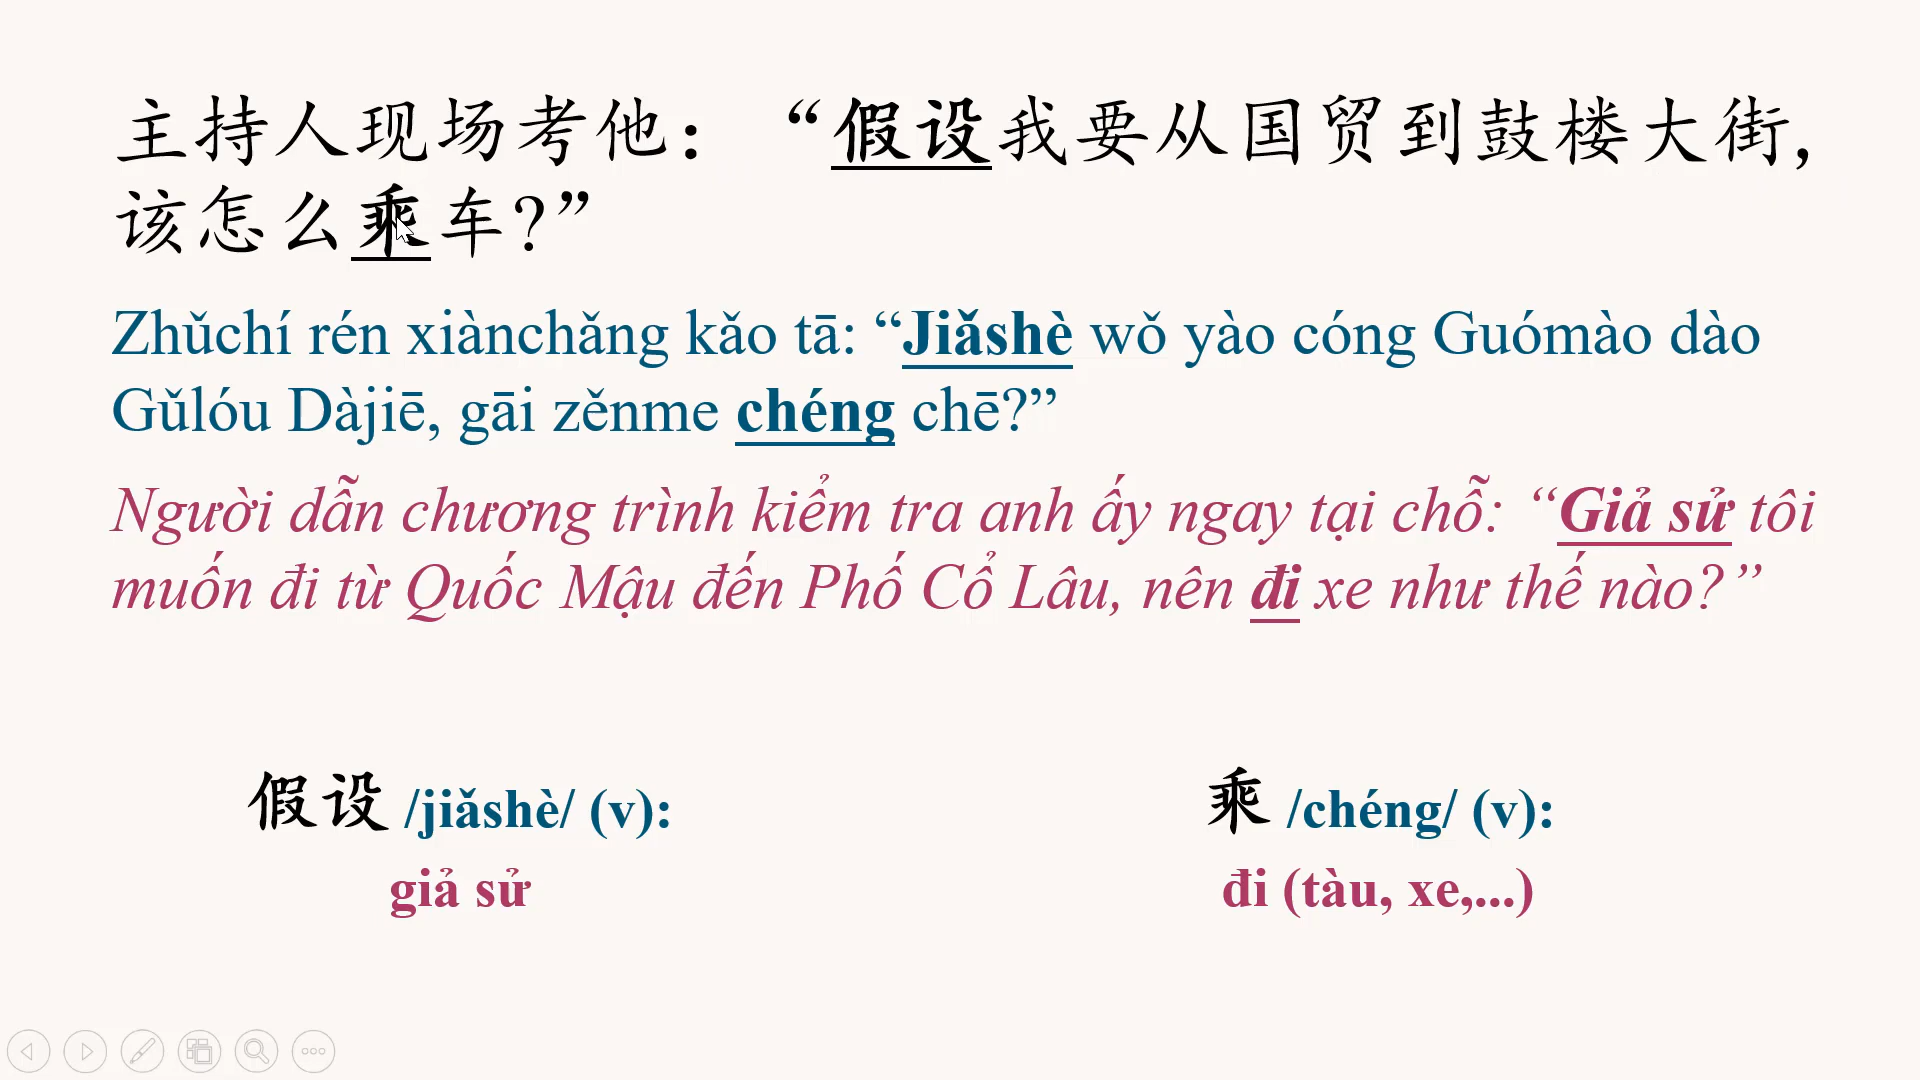 主持人现场考他：“假设我要从国贸到鼓楼大街，
该怎么乘车？”
Zhǔchí rén xiànchǎng kǎo tā: “Jiǎshè wǒ yào cóng Guómào dào
Gǔlóu Dàjiē, gāi zěnme chéng chē?”
Người dẫn chương trình kiểm tra anh ấy ngay tại chỗ: “Giả sử tôi
muốn đi từ Quốc Mậu đến Phố Cổ Lâu, nên đi xe như thế nào?”
假设 /jiǎshè/ (v):
giả sử
乘 /chéng/ (v):
đi (tàu, xe,...)